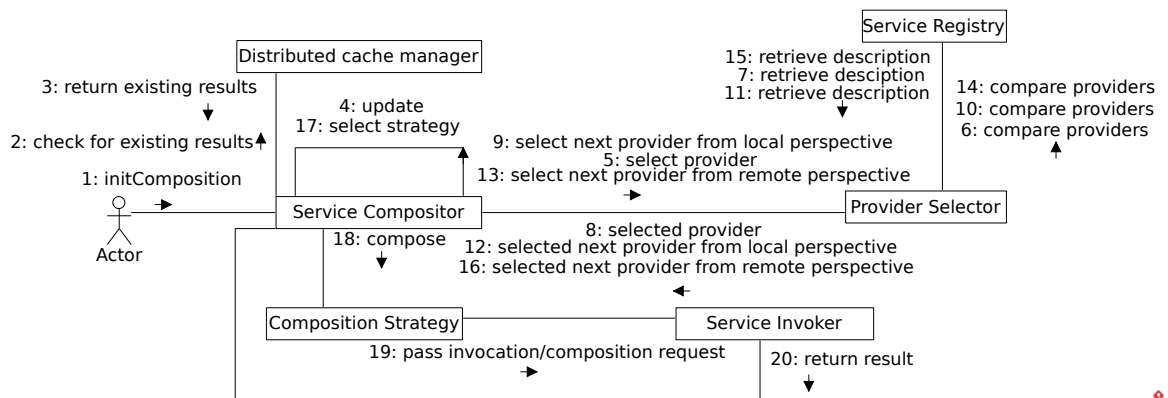 Service Registry
Distributed cache manager
15: retrieve description
7: retrieve desciption
11: retrieve description
3: return existing results
14: compare providers
10: compare providers
6: compare providers
4: update
17: select strategy
2: check for existing results
9: select next provider from local perspective
5: select provider
13: select next provider from remote perspective
1: initComposition
Service Compositor
Provider Selector
Actor
18: compose
8: selected provider
12: selected next provider from local perspective
16: selected next provider from remote perspective
Composition Strategy
Service Invoker
19: pass invocation/composition request
20: return result